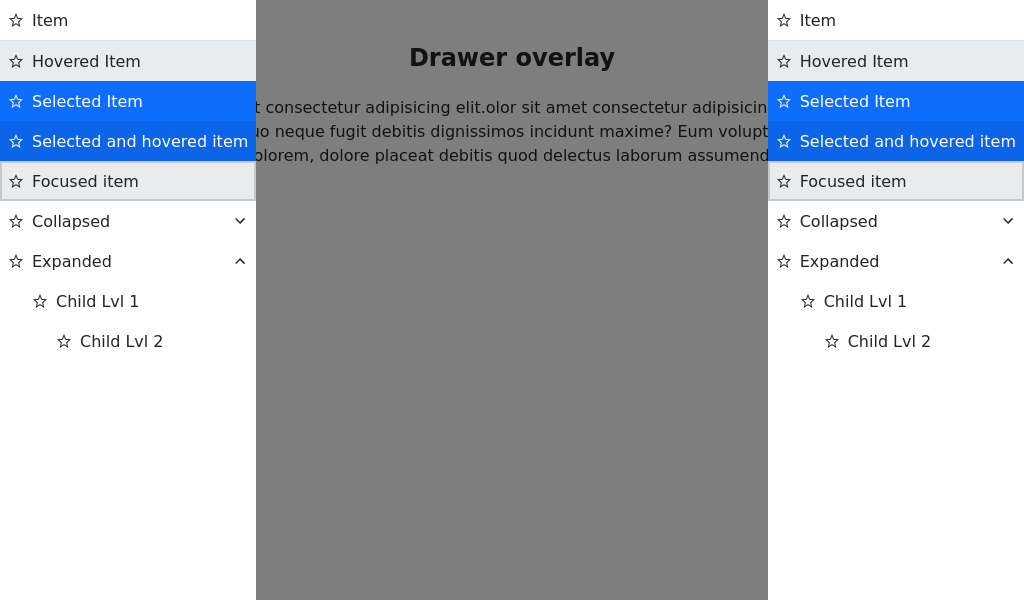 Item
Hovered Item
Selected Item
Selected and hovered item
Focused item
Collapsed
Expanded
Child Lvl 1
Child Lvl 2
Drawer overlay
t consectetur adipisicing elit.olor sit amet consectetur adipisicin
uo neque fugit debitis dignissimos incidunt maxime? Eum volupt
olorem, dolore placeat debitis quod delectus laborum assumend
Item
Hovered Item
Selected Item
Selected and hovered item
Focused item
Collapsed
Expanded
Child Lvl 1
Child Lvl 2